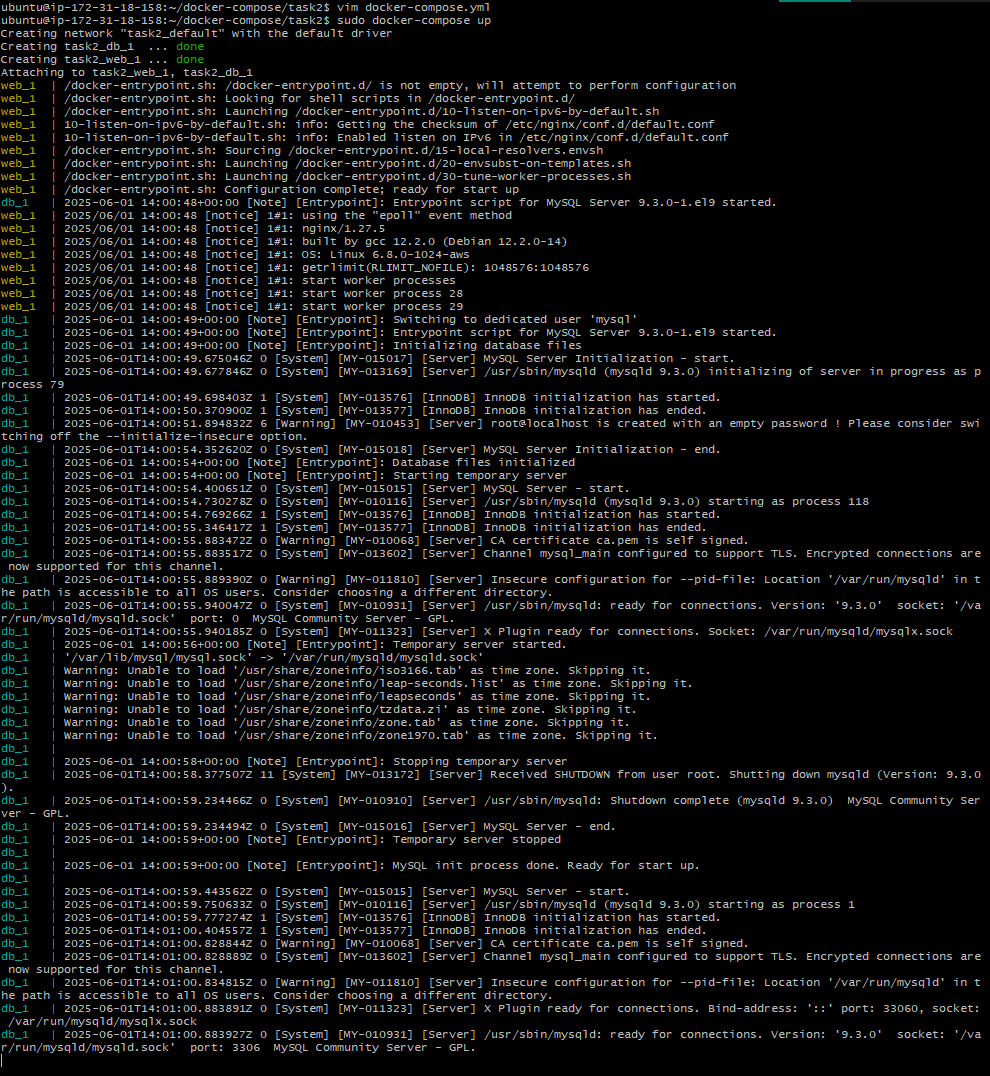 ubuntu@ip-172-31-18-158:~/docker-compose/task2$ vim docker-compose.yml
ubuntu@ip-172-31-18-158:~/docker-compose/task2$ sudo docker-compose up
Creating network "task2_default" with the default driver
Creating task2_db_1  ... done
Creating task2_web_1 ... done
Attaching to task2_web_1, task2_db_1
web_1  | /docker-entrypoint.sh: /docker-entrypoint.d/ is not empty, will attempt to perform configuration
web_1  | /docker-entrypoint.sh: Looking for shell scripts in /docker-entrypoint.d/
web_1  | /docker-entrypoint.sh: Launching /docker-entrypoint.d/10-listen-on-ipv6-by-default.sh
web_1  | 10-listen-on-ipv6-by-default.sh: info: Getting the checksum of /etc/nginx/conf.d/default.conf
web_1  | 10-listen-on-ipv6-by-default.sh: info: Enabled listen on IPv6 in /etc/nginx/conf.d/default.conf
web_1  | /docker-entrypoint.sh: Sourcing /docker-entrypoint.d/15-local-resolvers.envsh
web_1  | /docker-entrypoint.sh: Launching /docker-entrypoint.d/20-envsubst-on-templates.sh
web_1  | /docker-entrypoint.sh: Launching /docker-entrypoint.d/30-tune-worker-processes.sh
web_1  | /docker-entrypoint.sh: Configuration complete; ready for start up
db_1   | 2025-06-01 14:00:48+00:00 [Note] [Entrypoint]: Entrypoint script for MySQL Server 9.3.0-1.el9 started.
web_1  | 2025/06/01 14:00:48 [notice] 1#1: using the "epoll" event method
web_1  | 2025/06/01 14:00:48 [notice] 1#1: nginx/1.27.5
web_1  | 2025/06/01 14:00:48 [notice] 1#1: built by gcc 12.2.0 (Debian 12.2.0-14)
web_1  | 2025/06/01 14:00:48 [notice] 1#1: OS: Linux 6.8.0-1024-aws
web_1  | 2025/06/01 14:00:48 [notice] 1#1: getrlimit(RLIMIT_NOFILE): 1048576:1048576
web_1  | 2025/06/01 14:00:48 [notice] 1#1: start worker processes
web_1  | 2025/06/01 14:00:48 [notice] 1#1: start worker process 28
web_1  | 2025/06/01 14:00:48 [notice] 1#1: start worker process 29
db_1   | 2025-06-01 14:00:49+00:00 [Note] [Entrypoint]: Switching to dedicated user 'mysql'
db_1   | 2025-06-01 14:00:49+00:00 [Note] [Entrypoint]: Entrypoint script for MySQL Server 9.3.0-1.el9 started.
db_1   | 2025-06-01 14:00:49+00:00 [Note] [Entrypoint]: Initializing database files
db_1   | 2025-06-01T14:00:49.675046Z 0 [System] [MY-015017] [Server] MySQL Server Initialization - start.
db_1   | 2025-06-01T14:00:49.677846Z 0 [System] [MY-013169] [Server] /usr/sbin/mysqld (mysqld 9.3.0) initializing of server in progress as p
rocess 79
db_1   | 2025-06-01T14:00:49.698403Z 1 [System] [MY-013576] [InnoDB] InnoDB initialization has started.
db_1   | 2025-06-01T14:00:50.370900Z 1 [System] [MY-013577] [InnoDB] InnoDB initialization has ended.
db_1   | 2025-06-01T14:00:51.894832Z 6 [Warning] [MY-010453] [Server] root@localhost is created with an empty password ! Please consider swi
tching off the --initialize-insecure option.
db_1   | 2025-06-01T14:00:54.352620Z 0 [System] [MY-015018] [Server] MySQL Server Initialization - end.
db_1   | 2025-06-01 14:00:54+00:00 [Note] [Entrypoint]: Database files initialized
db_1   | 2025-06-01 14:00:54+00:00 [Note] [Entrypoint]: Starting temporary server
db_1   | 2025-06-01T14:00:54.400651Z 0 [System] [MY-015015] [Server] MySQL Server - start.
db_1   | 2025-06-01T14:00:54.730278Z 0 [System] [MY-010116] [Server] /usr/sbin/mysqld (mysqld 9.3.0) starting as process 118
db_1   | 2025-06-01T14:00:54.769266Z 1 [System] [MY-013576] [InnoDB] InnoDB initialization has started.
db_1   | 2025-06-01T14:00:55.346417Z 1 [System] [MY-013577] [InnoDB] InnoDB initialization has ended.
db_1   | 2025-06-01T14:00:55.883472Z 0 [Warning] [MY-010068] [Server] CA certificate ca.pem is self signed.
db_1   | 2025-06-01T14:00:55.883517Z 0 [System] [MY-013602] [Server] Channel mysql_main configured to support TLS. Encrypted connections are
 now supported for this channel.
db_1   | 2025-06-01T14:00:55.889390Z 0 [Warning] [MY-011810] [Server] Insecure configuration for --pid-file: Location '/var/run/mysqld' in t
he path is accessible to all OS users. Consider choosing a different directory.
db_1   | 2025-06-01T14:00:55.940047Z 0 [System] [MY-010931] [Server] /usr/sbin/mysqld: ready for connections. Version: '9.3.0'  socket: '/va
r/run/mysqld/mysqld.sock'  port: 0  MySQL Community Server - GPL.
db_1   | 2025-06-01T14:00:55.940185Z 0 [System] [MY-011323] [Server] X Plugin ready for connections. Socket: /var/run/mysqld/mysqlx.sock
db_1   | 2025-06-01 14:00:56+00:00 [Note] [Entrypoint]: Temporary server started.
db_1   | '/var/lib/mysql/mysql.sock' -> '/var/run/mysqld/mysqld.sock'
db_1   | Warning: Unable to load '/usr/share/zoneinfo/iso3166.tab' as time zone. Skipping it.
db_1   | Warning: Unable to load '/usr/share/zoneinfo/leap-seconds.list' as time zone. Skipping it.
db_1   | Warning: Unable to load '/usr/share/zoneinfo/leapseconds' as time zone. Skipping it.
db_1   | Warning: Unable to load '/usr/share/zoneinfo/tzdata.zi' as time zone. Skipping it.
db_1   | Warning: Unable to load '/usr/share/zoneinfo/zone.tab' as time zone. Skipping it.
db_1   | Warning: Unable to load '/usr/share/zoneinfo/zone1970.tab' as time zone. Skipping it.
db_1   |
db_1   | 2025-06-01 14:00:58+00:00 [Note] [Entrypoint]: Stopping temporary server
db_1   | 2025-06-01T14:00:58.377507Z 11 [System] [MY-013172] [Server] Received SHUTDOWN from user root. Shutting down mysqld (Version: 9.3.0
).
db_1   | 2025-06-01T14:00:59.234466Z 0 [System] [MY-010910] [Server] /usr/sbin/mysqld: Shutdown complete (mysqld 9.3.0)  MySQL Community Ser
ver - GPL.
db_1   | 2025-06-01T14:00:59.234494Z 0 [System] [MY-015016] [Server] MySQL Server - end.
db_1   | 2025-06-01 14:00:59+00:00 [Note] [Entrypoint]: Temporary server stopped
db_1   |
db_1   | 2025-06-01 14:00:59+00:00 [Note] [Entrypoint]: MySQL init process done. Ready for start up.
db_1   |
db_1   | 2025-06-01T14:00:59.443562Z 0 [System] [MY-015015] [Server] MySQL Server - start.
db_1   | 2025-06-01T14:00:59.750633Z 0 [System] [MY-010116] [Server] /usr/sbin/mysqld (mysqld 9.3.0) starting as process 1
db_1   | 2025-06-01T14:00:59.777274Z 1 [System] [MY-013576] [InnoDB] InnoDB initialization has started.
db_1   | 2025-06-01T14:01:00.404557Z 1 [System] [MY-013577] [InnoDB] InnoDB initialization has ended.
db_1   | 2025-06-01T14:01:00.828844Z 0 [Warning] [MY-010068] [Server] CA certificate ca.pem is self signed.
db_1   | 2025-06-01T14:01:00.828889Z 0 [System] [MY-013602] [Server] Channel mysql_main configured to support TLS. Encrypted connections are
 now supported for this channel.
db_1   | 2025-06-01T14:01:00.834815Z 0 [Warning] [MY-011810] [Server] Insecure configuration for --pid-file: Location '/var/run/mysqld' in t
he path is accessible to all OS users. Consider choosing a different directory.
db_1   | 2025-06-01T14:01:00.883891Z 0 [System] [MY-011323] [Server] X Plugin ready for connections. Bind-address: '::' port: 33060, socket:
 /var/run/mysqld/mysqlx.sock
db_1   | 2025-06-01T14:01:00.883927Z 0 [System] [MY-010931] [Server] /usr/sbin/mysqld: ready for connections. Version: '9.3.0'  socket: '/va
r/run/mysqld/mysqld.sock'  port: 3306  MySQL Community Server - GPL.